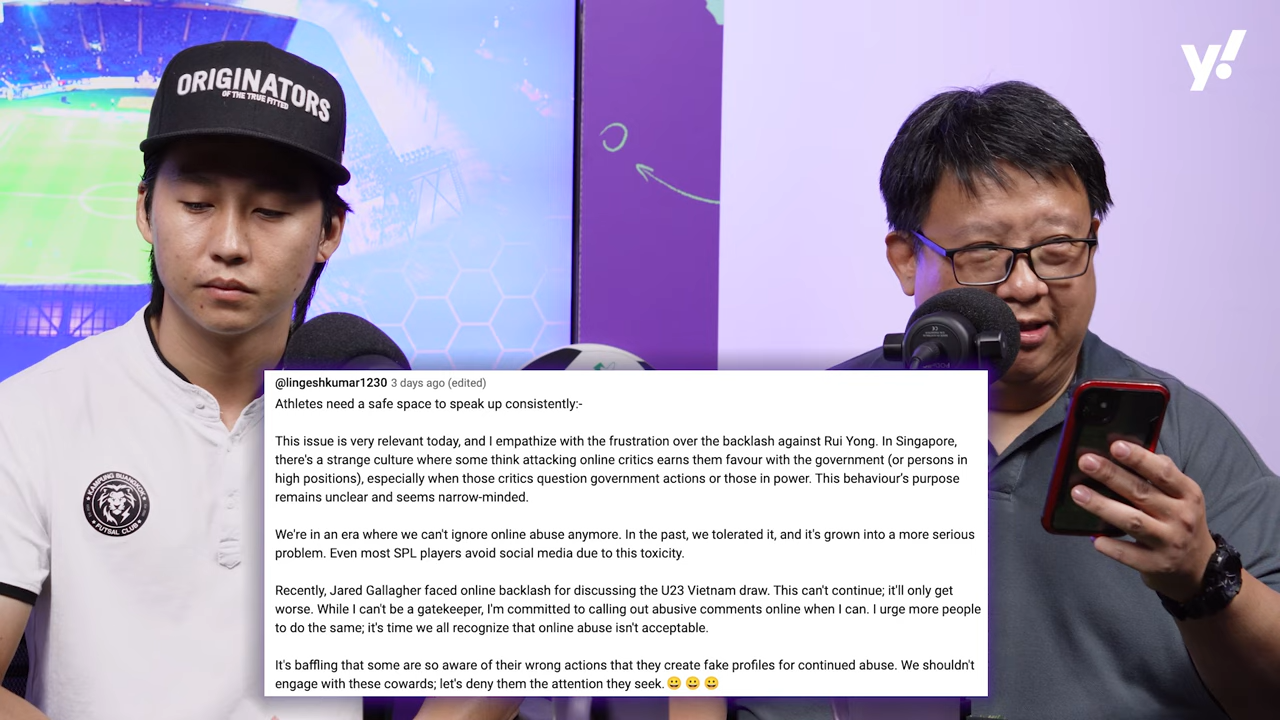 ORIGINATORS
OF THE TRUE FITTED
y!
KAMPUNG SUANGKOK
FUTSAL CLUB
@lingeshkumar1230 3 days ago (edited)
Athletes need a safe space to speak up consistently:-
This issue is very relevant today, and I empathize with the frustration over the backlash against Rui Yong. In Singapore,
there's a strange culture where some think attacking online critics earns them favour with the government (or persons in
high positions), especially when those critics question government actions or those in power. This behaviour's purpose
remains unclear and seems narrow-minded.
We're in an era where we can't ignore online abuse anymore. In the past, we tolerated it, and it's grown into a more serious
problem. Even most SPL players avoid social media due to this toxicity.
Recently, Jared Gallagher faced online backlash for discussing the U23 Vietnam draw. This can't continue; it'll only get
worse. While I can't be a gatekeeper, I'm committed to calling out abusive comments online when I can. I urge more people
to do the same; it's time we all recognize that online abuse isn't acceptable.
It's baffling that some are so aware of their wrong actions that they create fake profiles for continued abuse. We shouldn't
engage with these cowards; let's deny them the attention they seek.😀 😀 😀